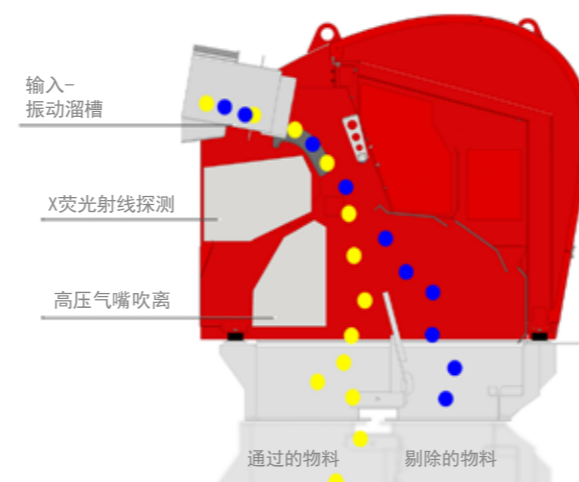 输入-
振动溜槽
X荧光射线探测
高压气嘴吹离
通过的物料
剔除的物料